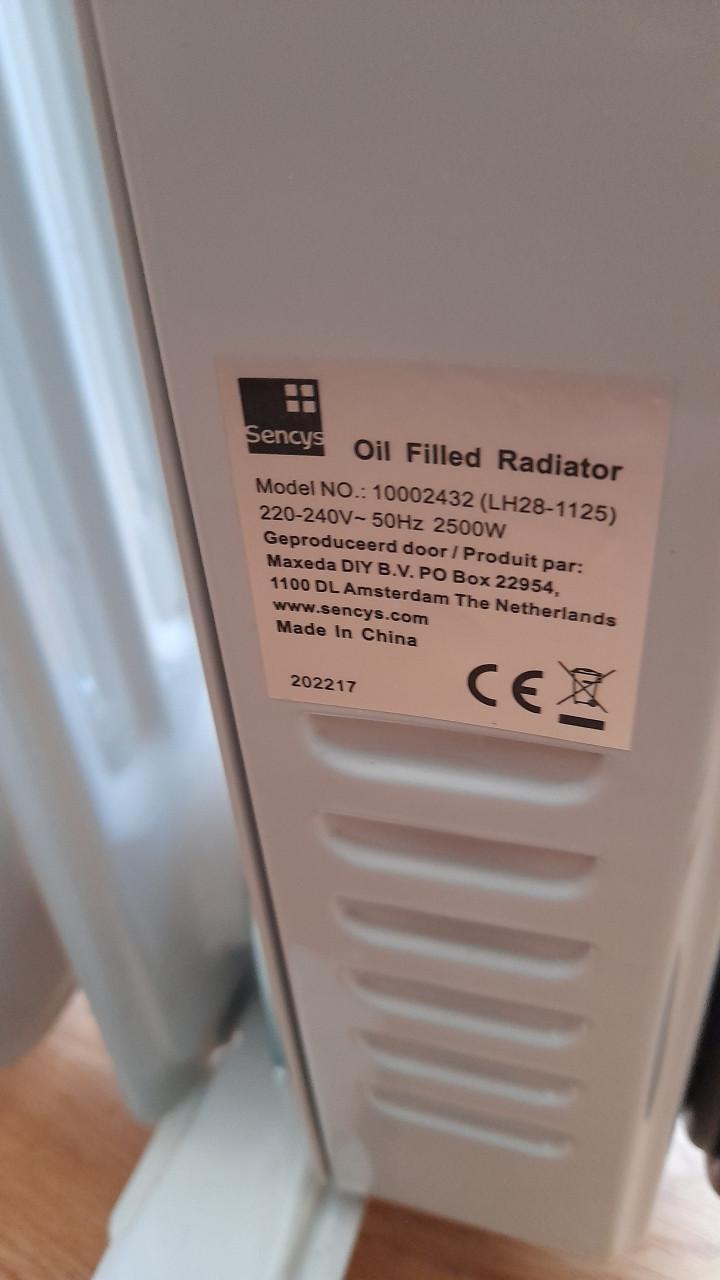 Sencys
Oil Filled Radiator
Model NO.: 10002432 (LH28-1125)
220-240V~ 50Hz 2500W
Geproduceerd door / Produit par:
Maxeda DIY B.V. PO Box 22954,
1100 DL Amsterdam The Netherlands
www.sencys.com
Made In China
202217
CE